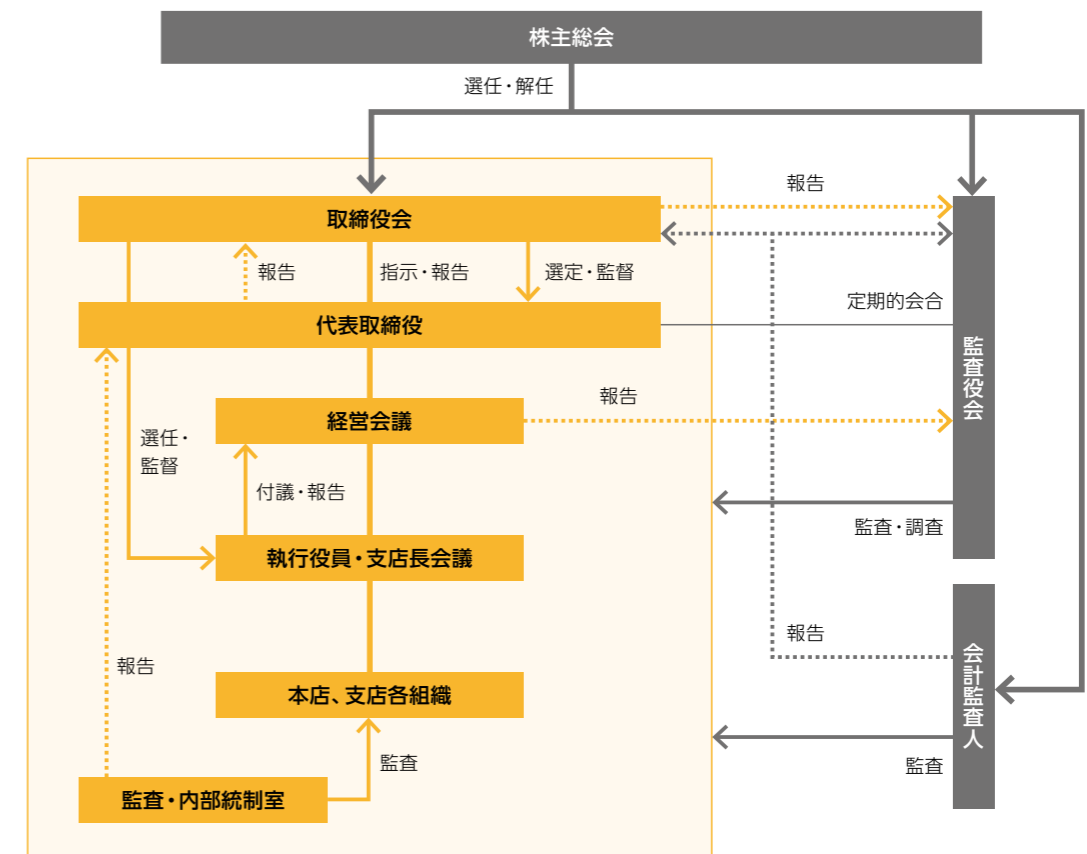 株主総会
選任・解任
報告
取締役会
報告
指示・報告
選定・監督
定期的会合
代表取締役
監査役会
報告
経営会議
選任・
監督
付議・報告
監査・調査
執行役員・支店長会議
報告
会計監査人
報告
本店、支店各組織
監査
監査
監査・内部統制室